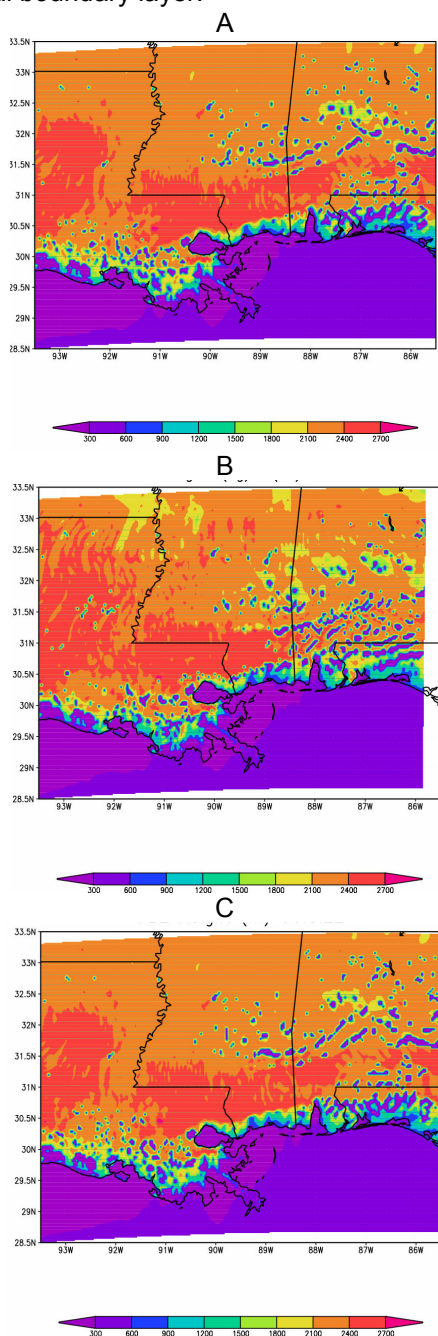 boundary layer.
A
33.5N
33N
32.5N
32N
31.5N
31N
30.5N
30N
29.5N
29N
28.5N
93W 92W 91W 90W 89W 88W 87W 86W
300 600 900 1200 1500 1800 2100 2400 2700
B
33.5N
33N
32.5N
32N
31.5N
31N
30.5N
30N
29.5N
29N
28.5N
93W 92W 91W 90W 89W 88W 87W 86W
300 600 900 1200 1500 1800 2100 2400 2700
C
33.5N
33N
32.5N
32N
31.5N
31N
30.5N
30N
29.5N
29N
28.5N
93W 92W 91W 90W 89W 88W 87W 86W
300 600 900 1200 1500 1800 2100 2400 2700